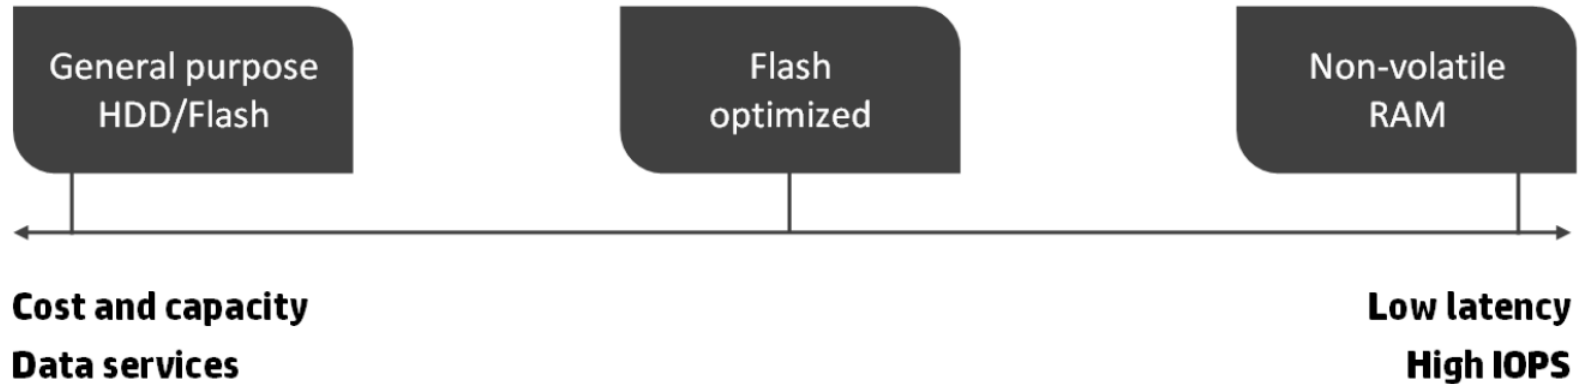 General purpose
HDD/Flash
Flash
optimized
Non-volatile
RAM
Cost and capacity
Data services
Low latency
High IOPS